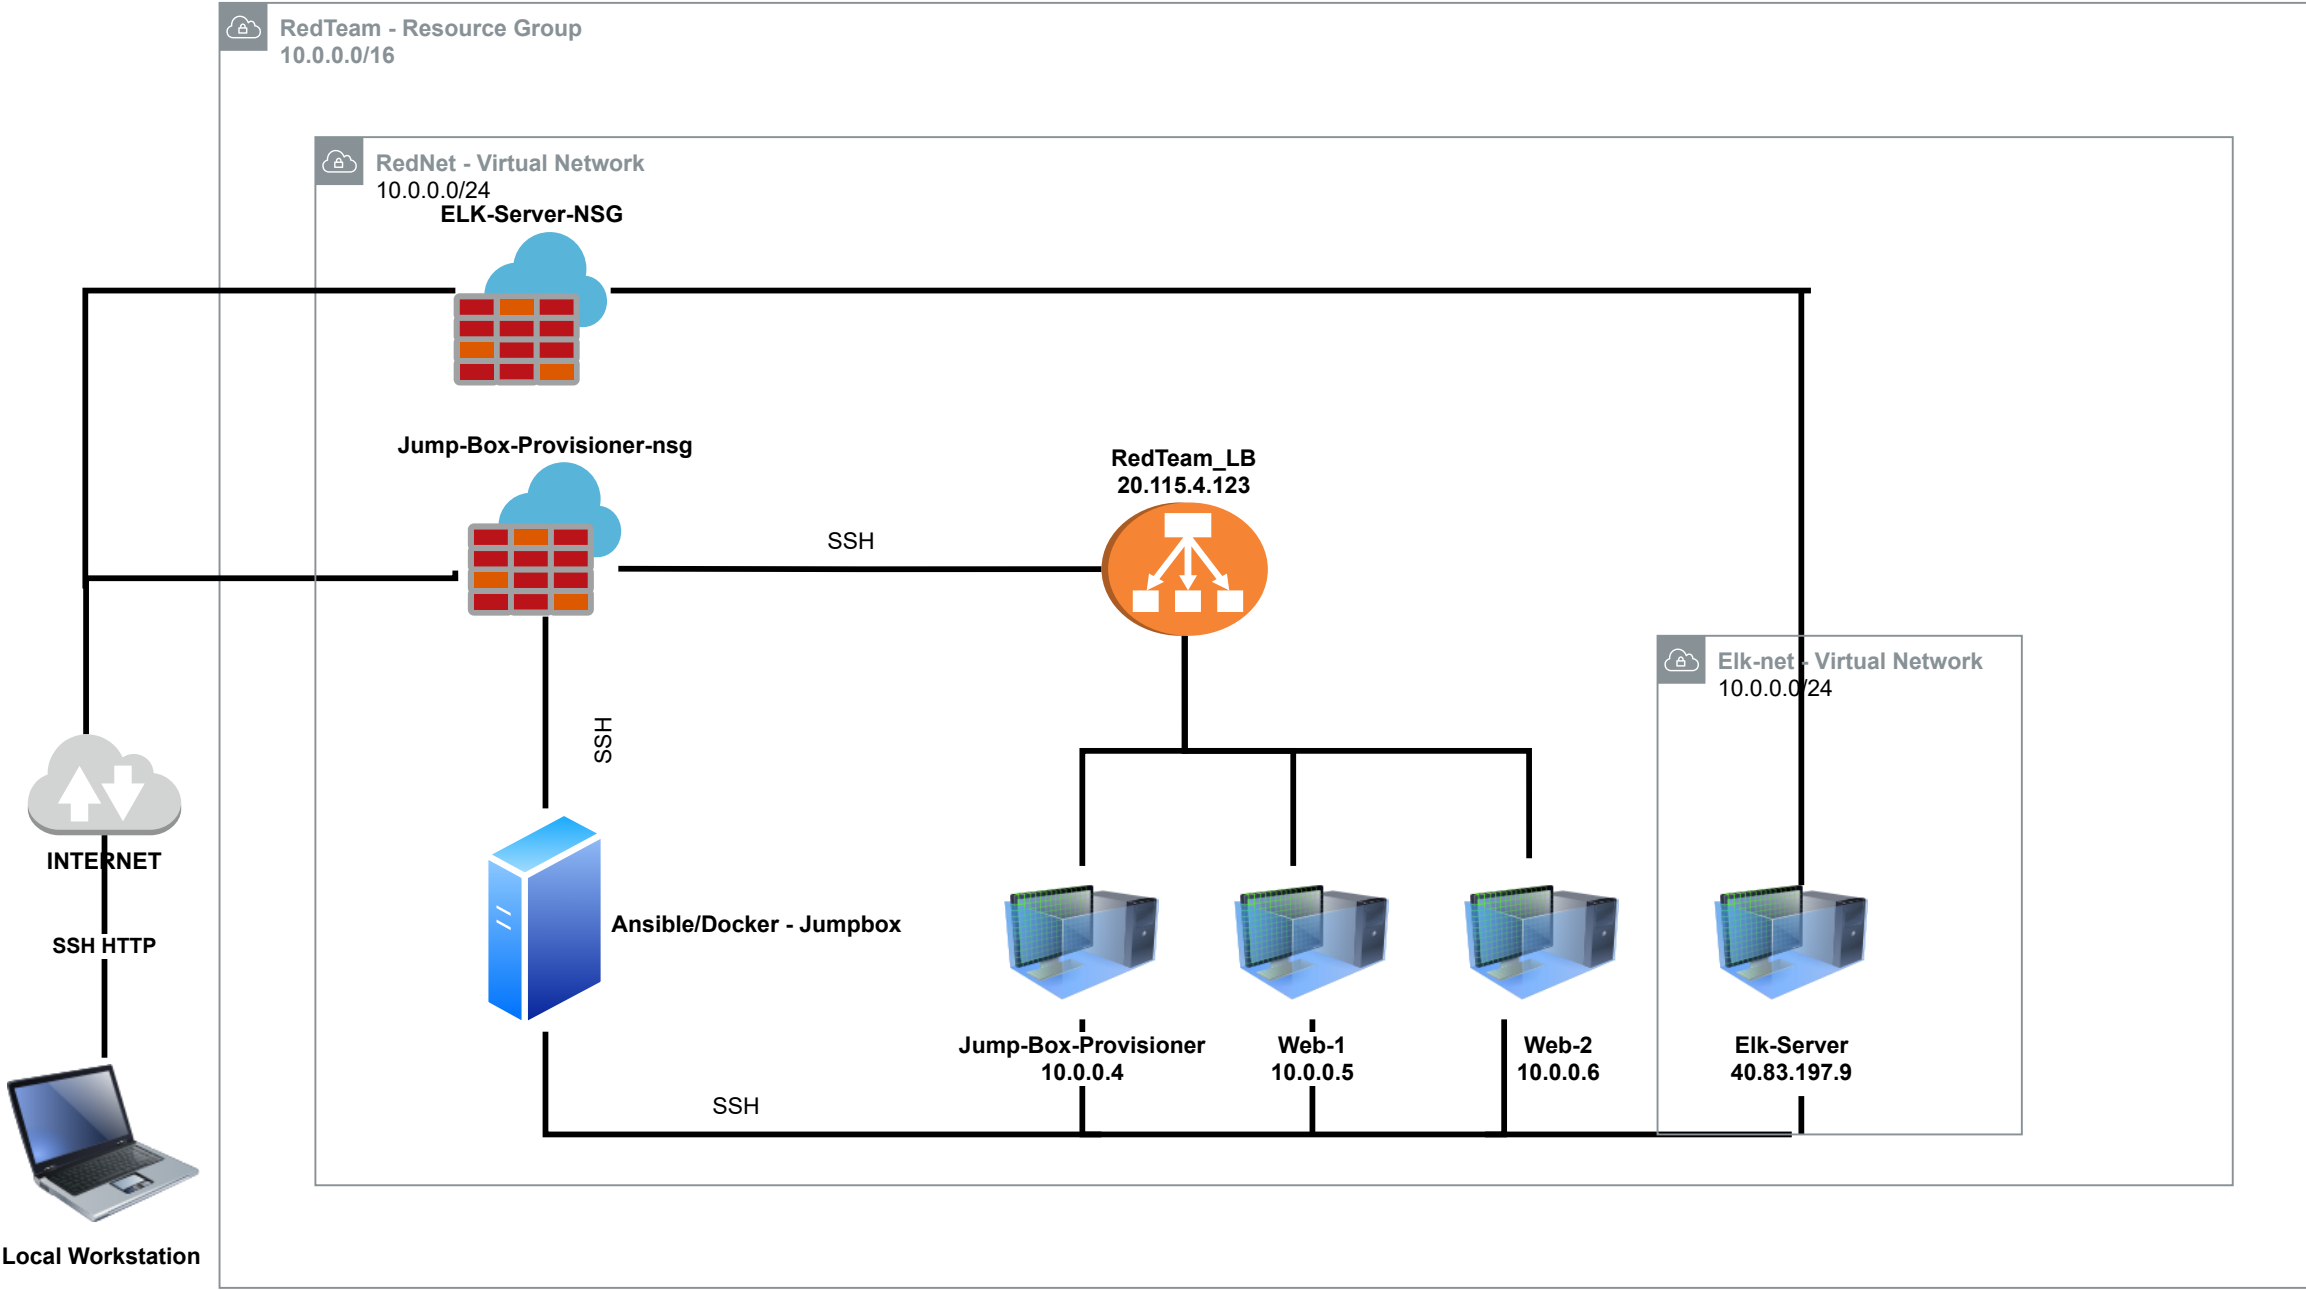 RedTeam - Resource Group
10.0.0.0/16
RedNet - Virtual Network
10.0.0.0/24
ELK-Server-NSG
Jump-Box-Provisioner-nsg
RedTeam_LB
20.115.4.123
SSH
SSH
Elk-net - Virtual Network
10.0.0.0/24
INTERNET
SSH HTTP
Ansible/Docker - Jumpbox
Jump-Box-Provisioner
10.0.0.4
Web-1
10.0.0.5
Web-2
10.0.0.6
Elk-Server
40.83.197.9
SSH
Local Workstation